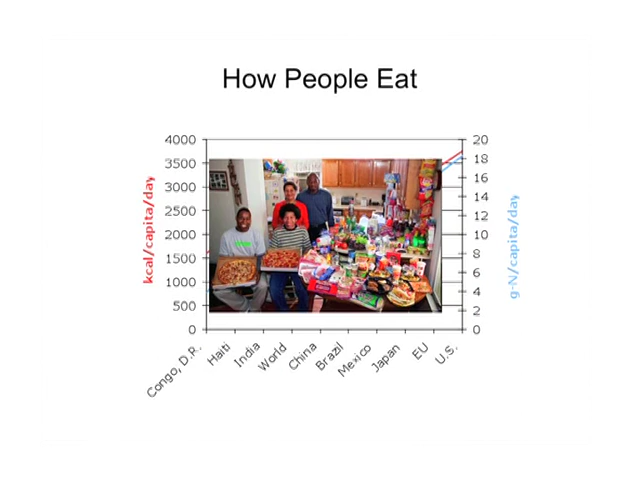 How People Eat
4000
3500
3000
2500
2000
1500
1000
500
0
kcal/capita/day
20
18
16
14
12
10
8
6
4
2
0
g-N/capita/day
Congo, D.R.
Haiti
India
World
China
Brazil
Mexico
Japan
EU
U.S.